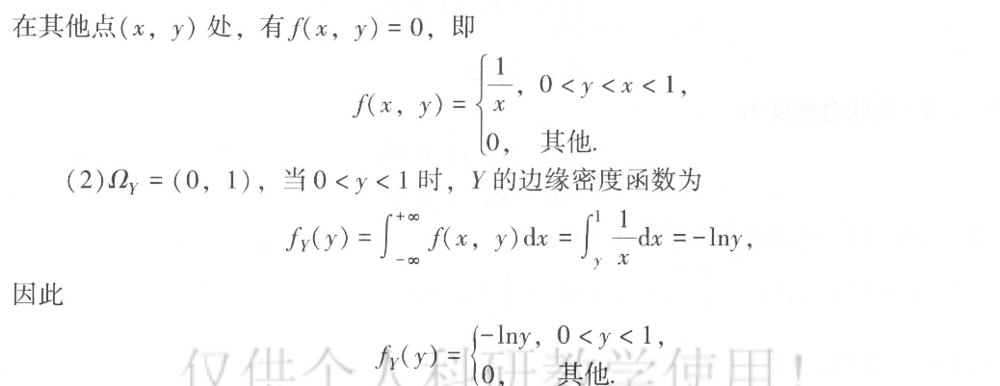 在其他点(x, y) 处, 有f(x, y) = 0, 即
f(x, y) = { 1/x, 0 < y < x < 1,
0, 其他.
(2)Ω_Y = (0, 1), 当0 < y < 1 时, Y 的边缘密度函数为
f_Y(y) = ∫_{-∞}^{+∞} f(x, y)dx = ∫_y^1 1/x dx = -lny,
因此
f_Y(y) = { -lny, 0 < y < 1,
0, 其他.
仅供个人科研教学使用!